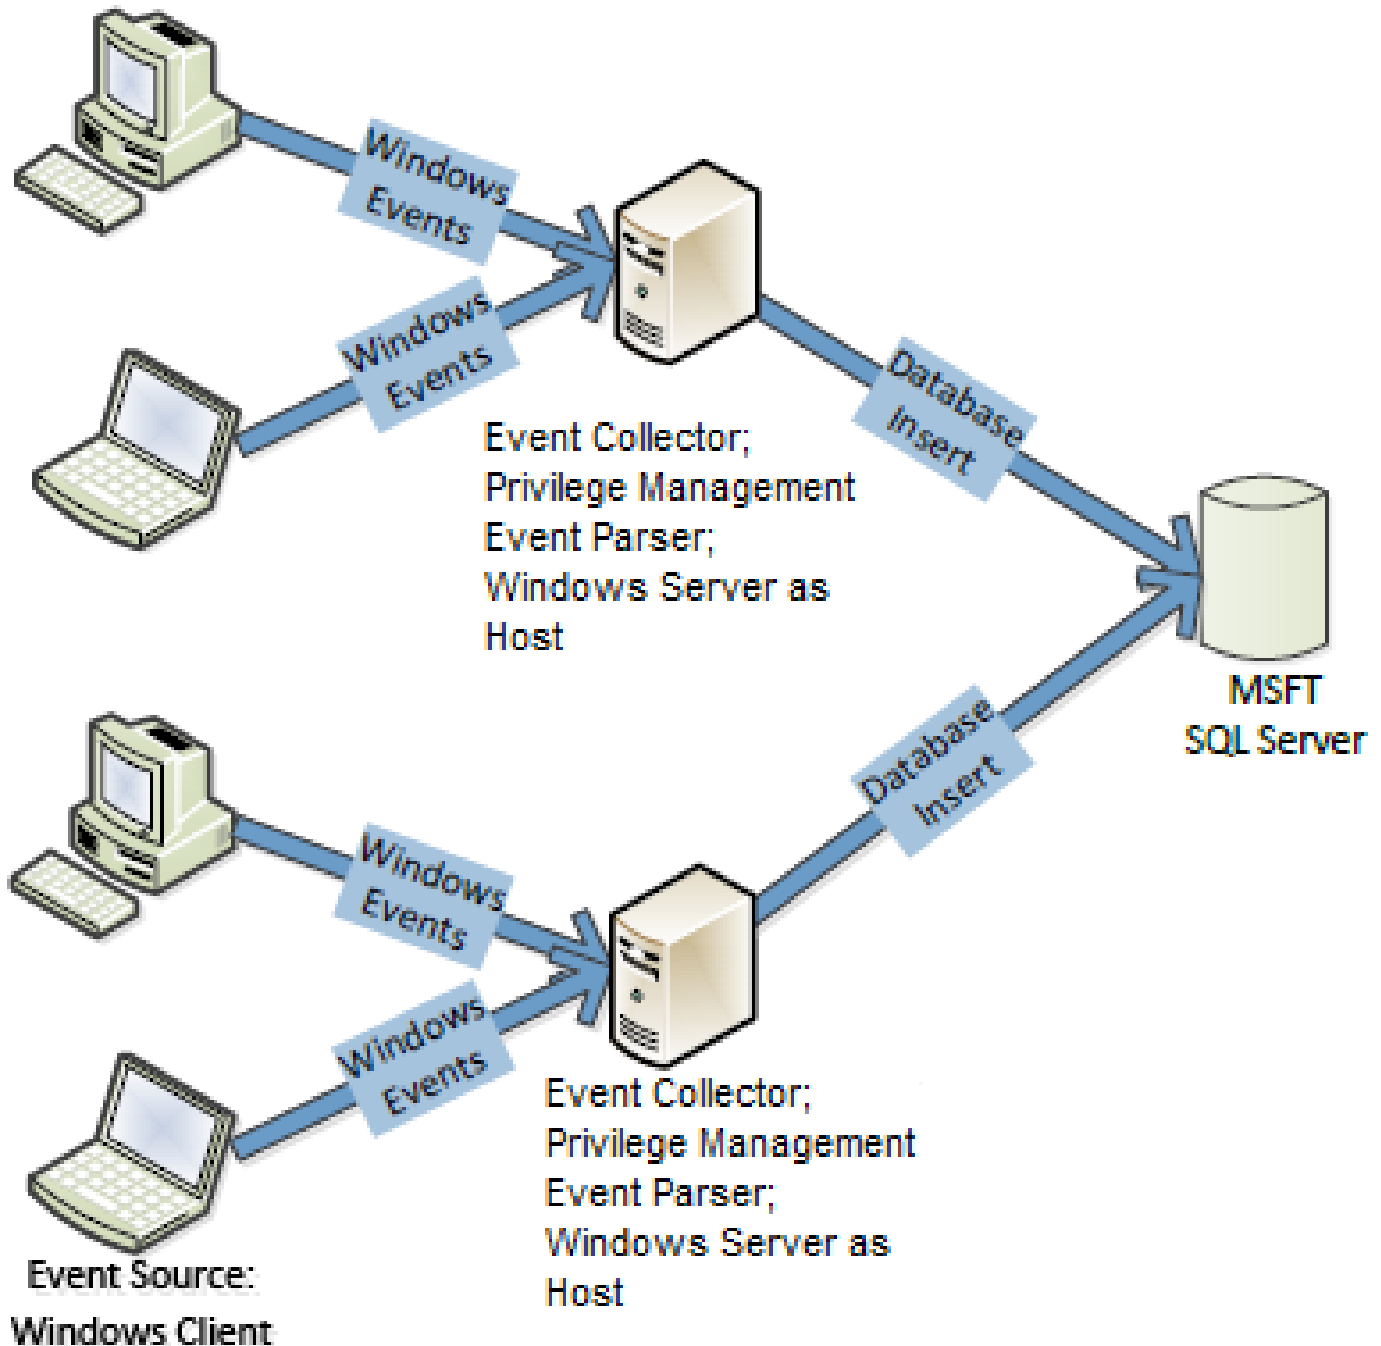 Windows
Events
Windows
Events
Database
Insert
Event Collector;
Privilege Management
Event Parser;
Windows Server as
Host
MSFT
SQL Server
Database
Insert
Windows
Events
Windows
Events
Event Collector;
Privilege Management
Event Parser;
Windows Server as
Host
Event Source:
Windows Client